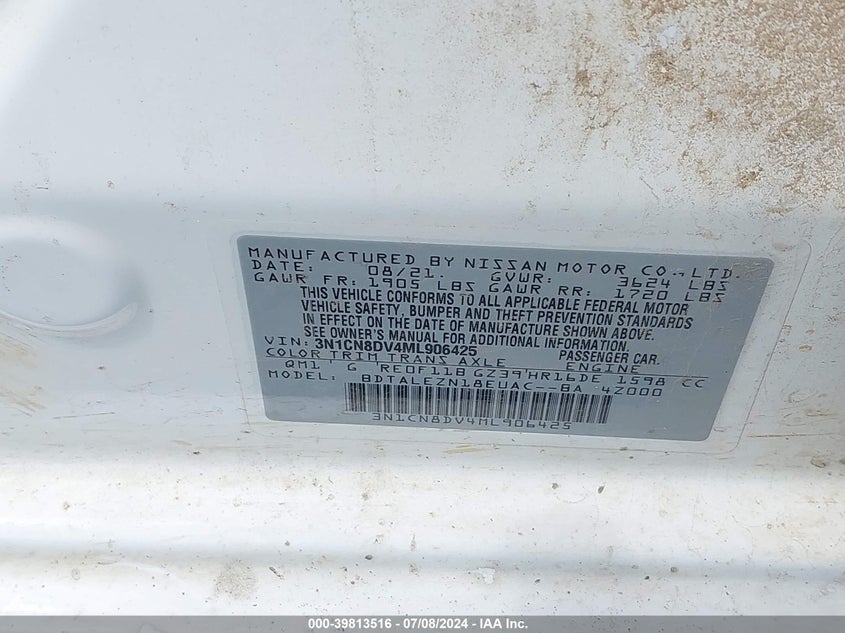 MANUFACTURED BY NISSAN MOTOR CO.,LTD.
DATE: 08/21. GVWR: 3624 LBS
GAWR FR: 1905 LBS GAWR RR: 1720 LBS
THIS VEHICLE CONFORMS TO ALL APPLICABLE FEDERAL MOTOR
VEHICLE SAFETY, BUMPER AND THEFT PREVENTION STANDARDS
IN EFFECT ON THE DATE OF MANUFACTURE SHOWN ABOVE.
SEE OWNER'S MANUAL FOR ADDITIONAL INFORMATION.
VIN: 3N1CN8DV4ML906425 PASSENGER CAR.
COLOR TRIM TRANS AXLE ENGINE
QM1 G RE0F11B GZ39 HR16DE 1598 CC
MODEL: BDTALEZN18EUAC--BA 4Z000
3N1CN8DV4ML906425
000-39813516 - 07/08/2024 - IAA, Inc.